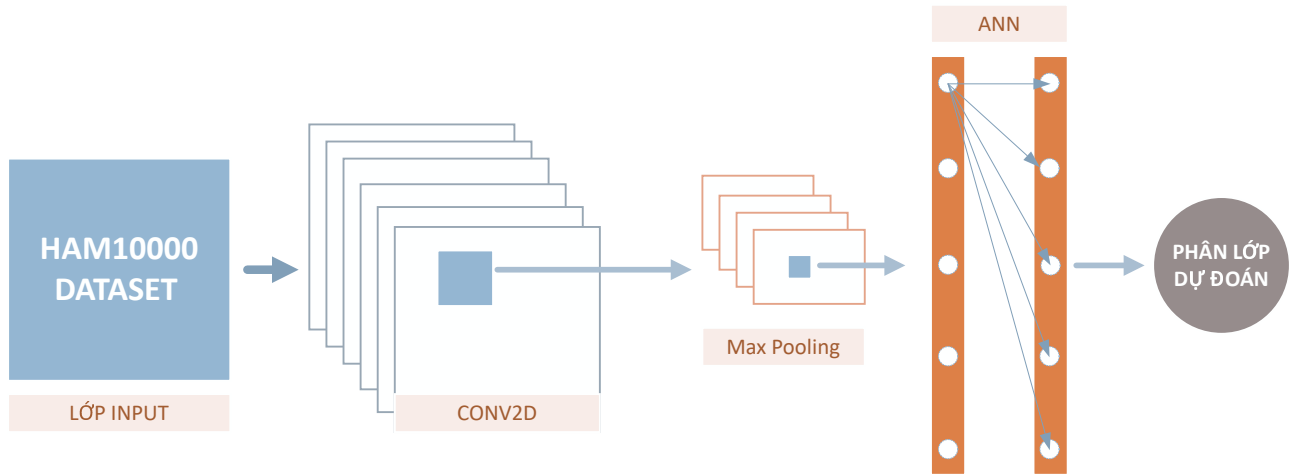 HAM10000
DATASET
LỚP INPUT
CONV2D
Max Pooling
ANN
PHÂN LỚP
DỰ ĐOÁN